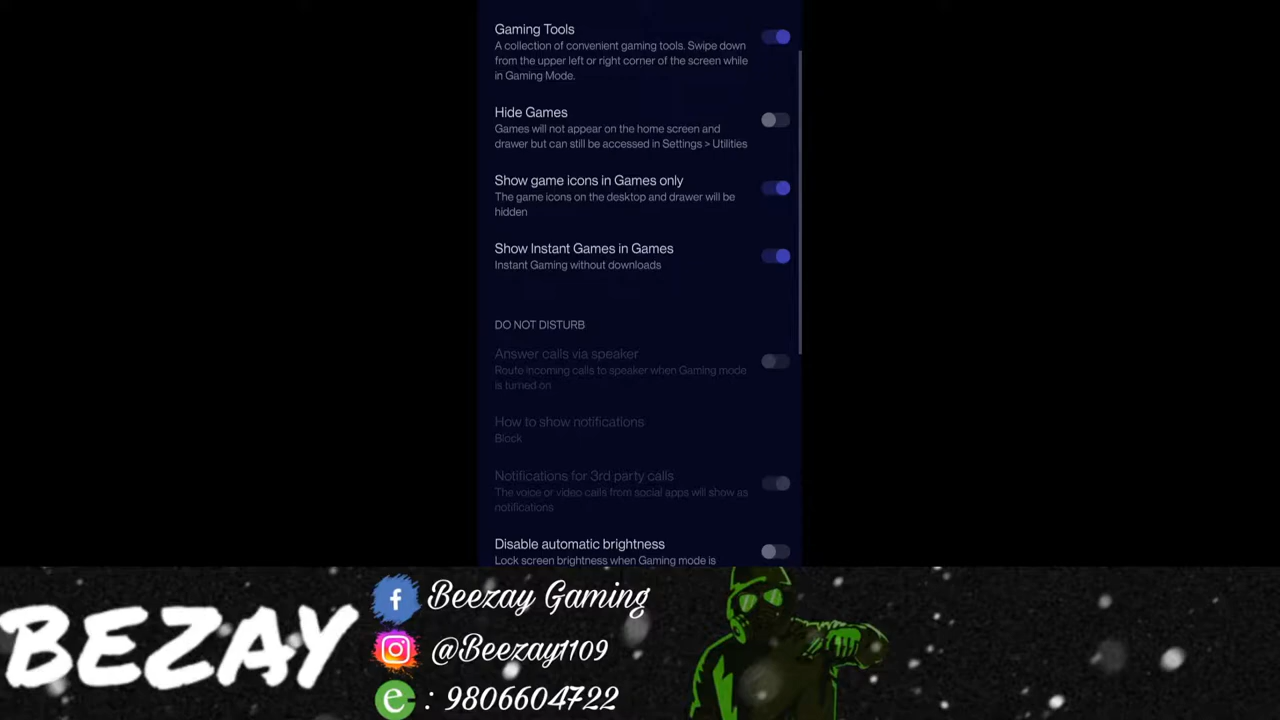 Gaming Tools
A collection of convenient gaming tools. Swipe down
from the upper left or right corner of the screen while
in Gaming Mode.
Hide Games
Games will not appear on the home screen and
drawer but can still be accessed in Settings > Utilities
Show game icons in Games only
The game icons on the desktop and drawer will be
hidden
Show Instant Games in Games
Instant Gaming without downloads
DO NOT DISTURB
Answer calls via speaker
Route incoming calls to speaker when Gaming mode
is turned on
How to show notifications
Block
Notifications for 3rd party calls
The voice or video calls from social apps will show as
notifications
Disable automatic brightness
Lock screen brightness when Gaming mode is
BEZAY
f Beezay Gaming
@Beezay1109
e : 9806604722